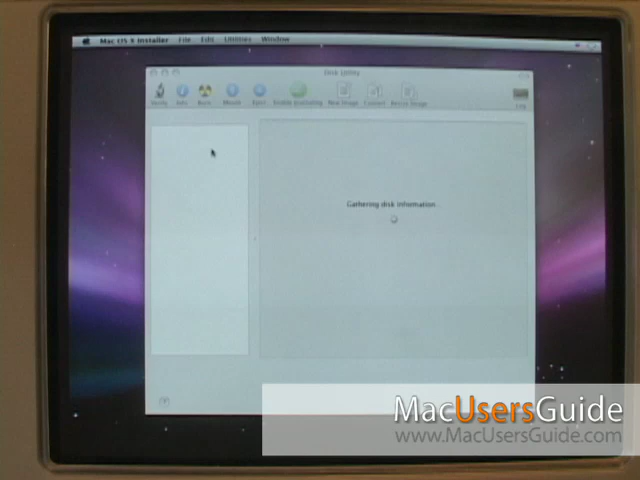 Mac OS X Installer File Edit Utilities Window
Disk Utility
Verify Info Burn Mount Eject Enable Journaling New Image Convert Resize Image Log
Gathering disk information...
?
MacUsersGuide
www.MacUsersGuide.com